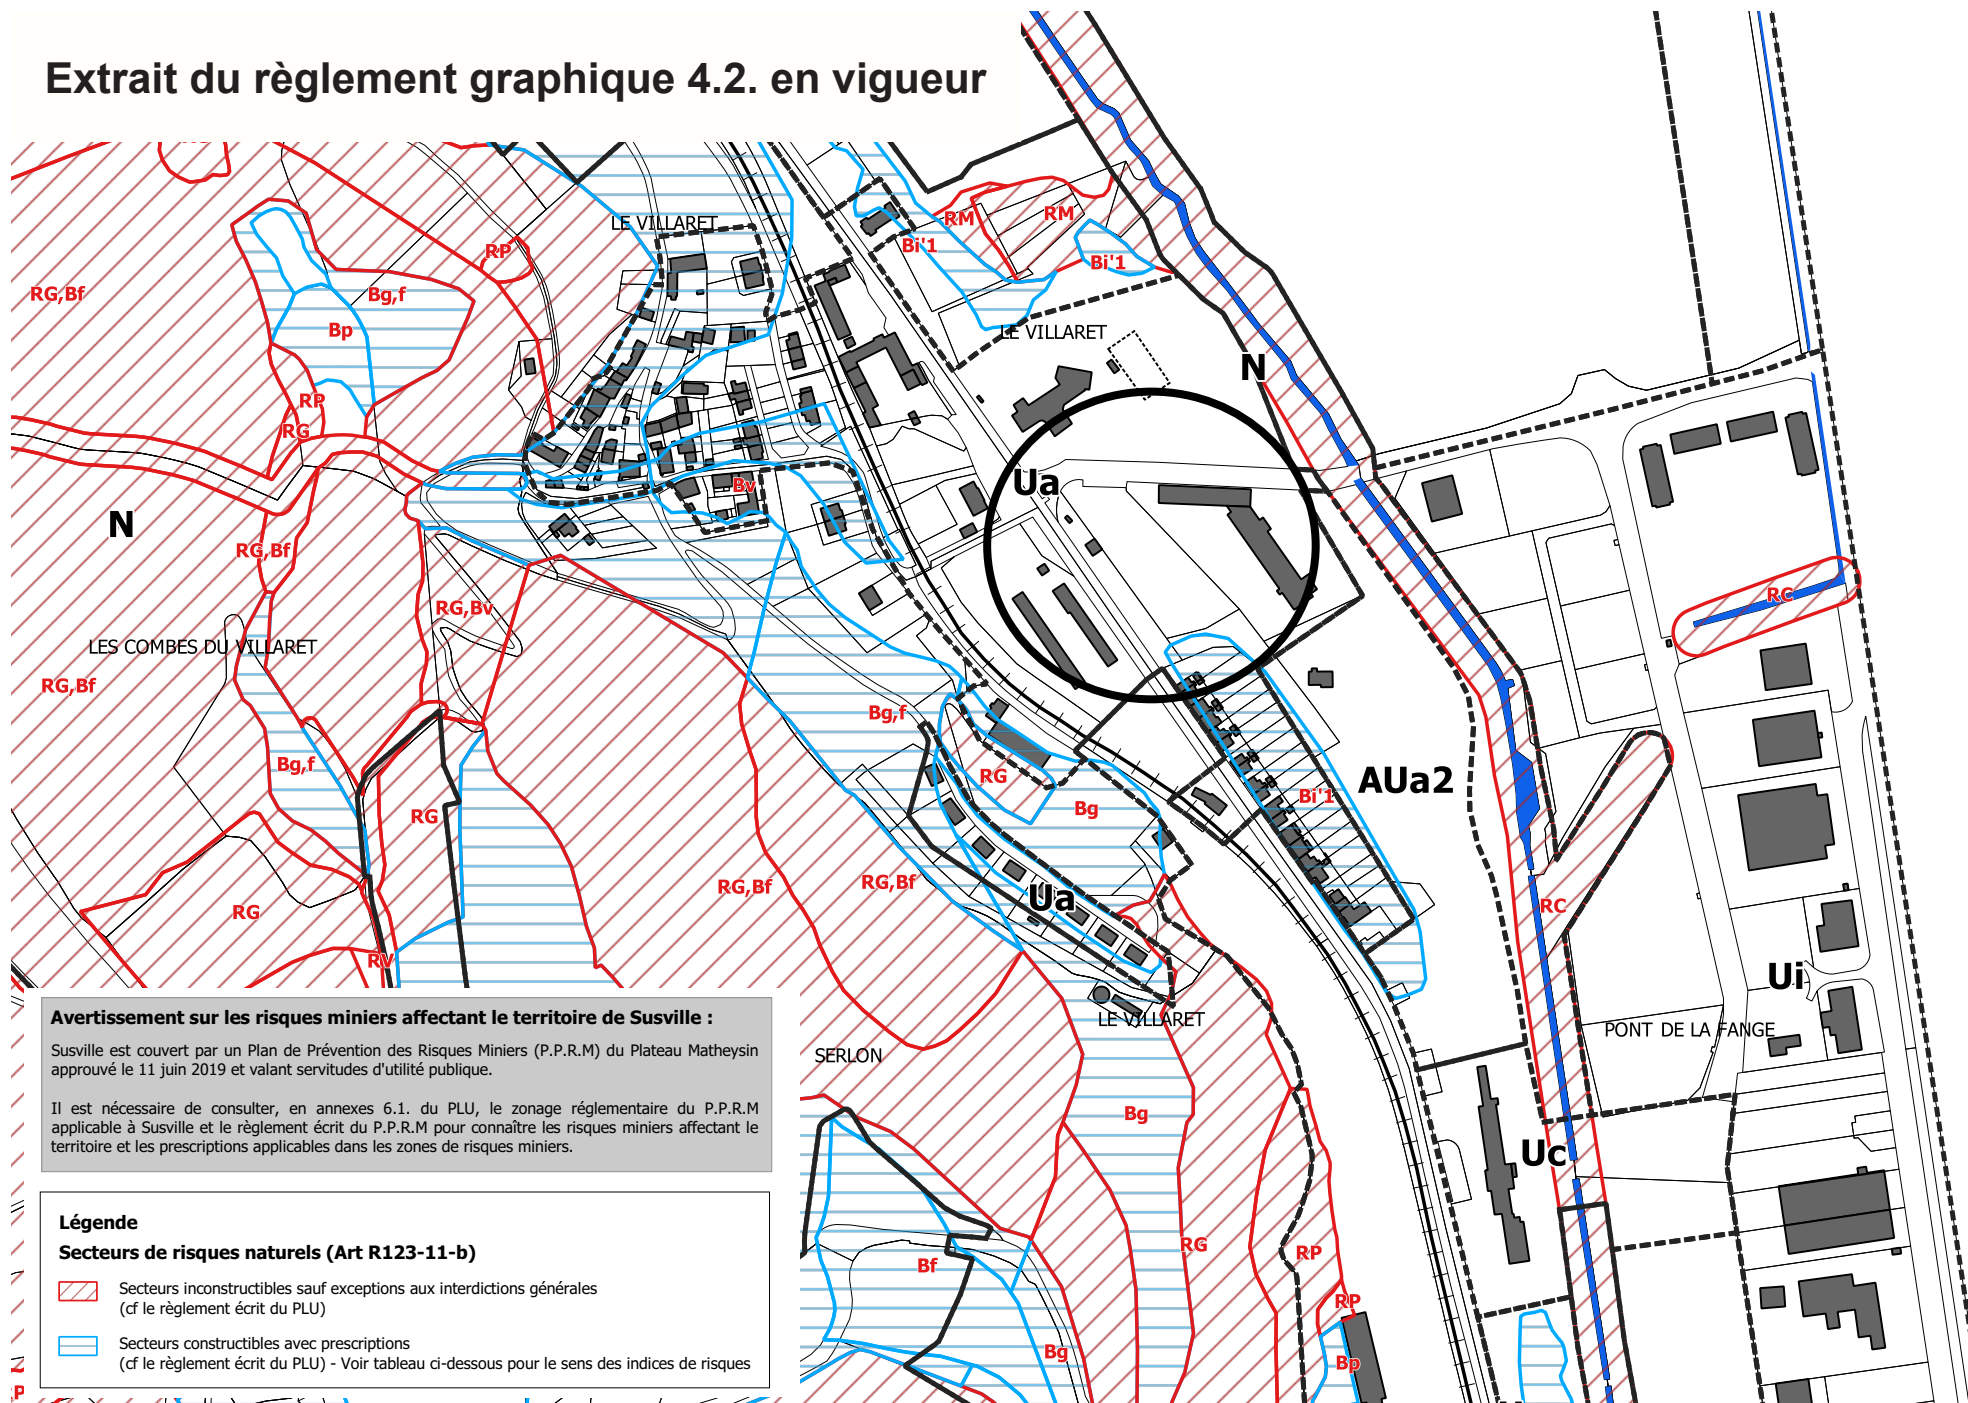 Extrait du règlement graphique 4.2. en vigueur
LE VILLARET
RM
RM
Bi'1
Bi'1
RP
RG,Bf
Bg,f
Bp
LE VILLARET
N
RP
RG
Ua
Bv
N
RG,Bf
RG,Bv
RC
LES COMBES DU VILLARET
RG,Bf
Bg,f
Bg,f
RG
AUa2
Bi'1
RG
Bg
RG,Bf
RG,Bf
Ua
RC
RG
RV
Ui
LE VILLARET
PONT DE LA FANGE
SERLON
Bg
Uc
RG
RP
Bf
RP
Bg
Bp
Avertissement sur les risques miniers affectant le territoire de Susville :
Susville est couvert par un Plan de Prévention des Risques Miniers (P.P.R.M) du Plateau Matheysin
approuvé le 11 juin 2019 et valant servitudes d'utilité publique.
Il est nécessaire de consulter, en annexes 6.1. du PLU, le zonage réglementaire du P.P.R.M
applicable à Susville et le règlement écrit du P.P.R.M pour connaître les risques miniers affectant le
territoire et les prescriptions applicables dans les zones de risques miniers.
Légende
Secteurs de risques naturels (Art R123-11-b)
Secteurs inconstructibles sauf exceptions aux interdictions générales
(cf le règlement écrit du PLU)
Secteurs constructibles avec prescriptions
(cf le règlement écrit du PLU) - Voir tableau ci-dessous pour le sens des indices de risques